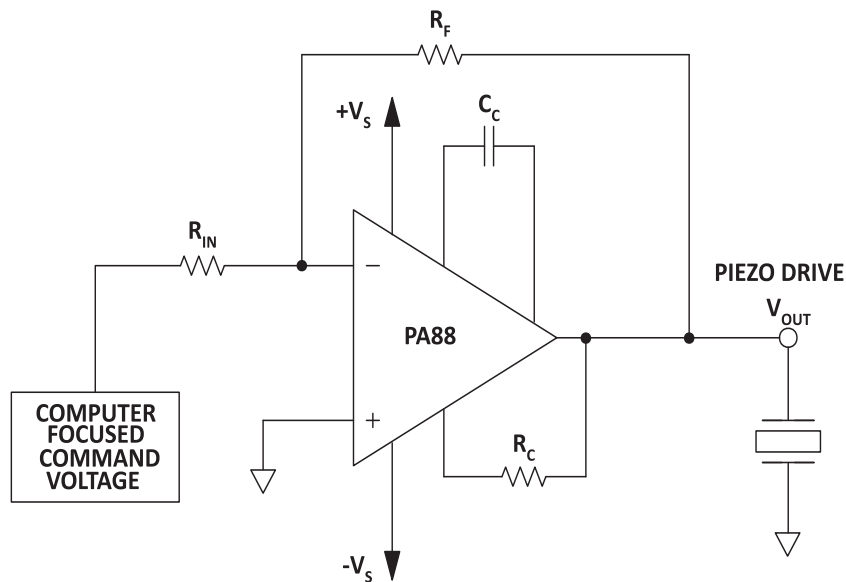 R_F
+V_S
C_C
R_IN
−
PIEZO DRIVE
V_OUT
PA88
COMPUTER
FOCUSED
COMMAND
VOLTAGE
+
R_C
-V_S